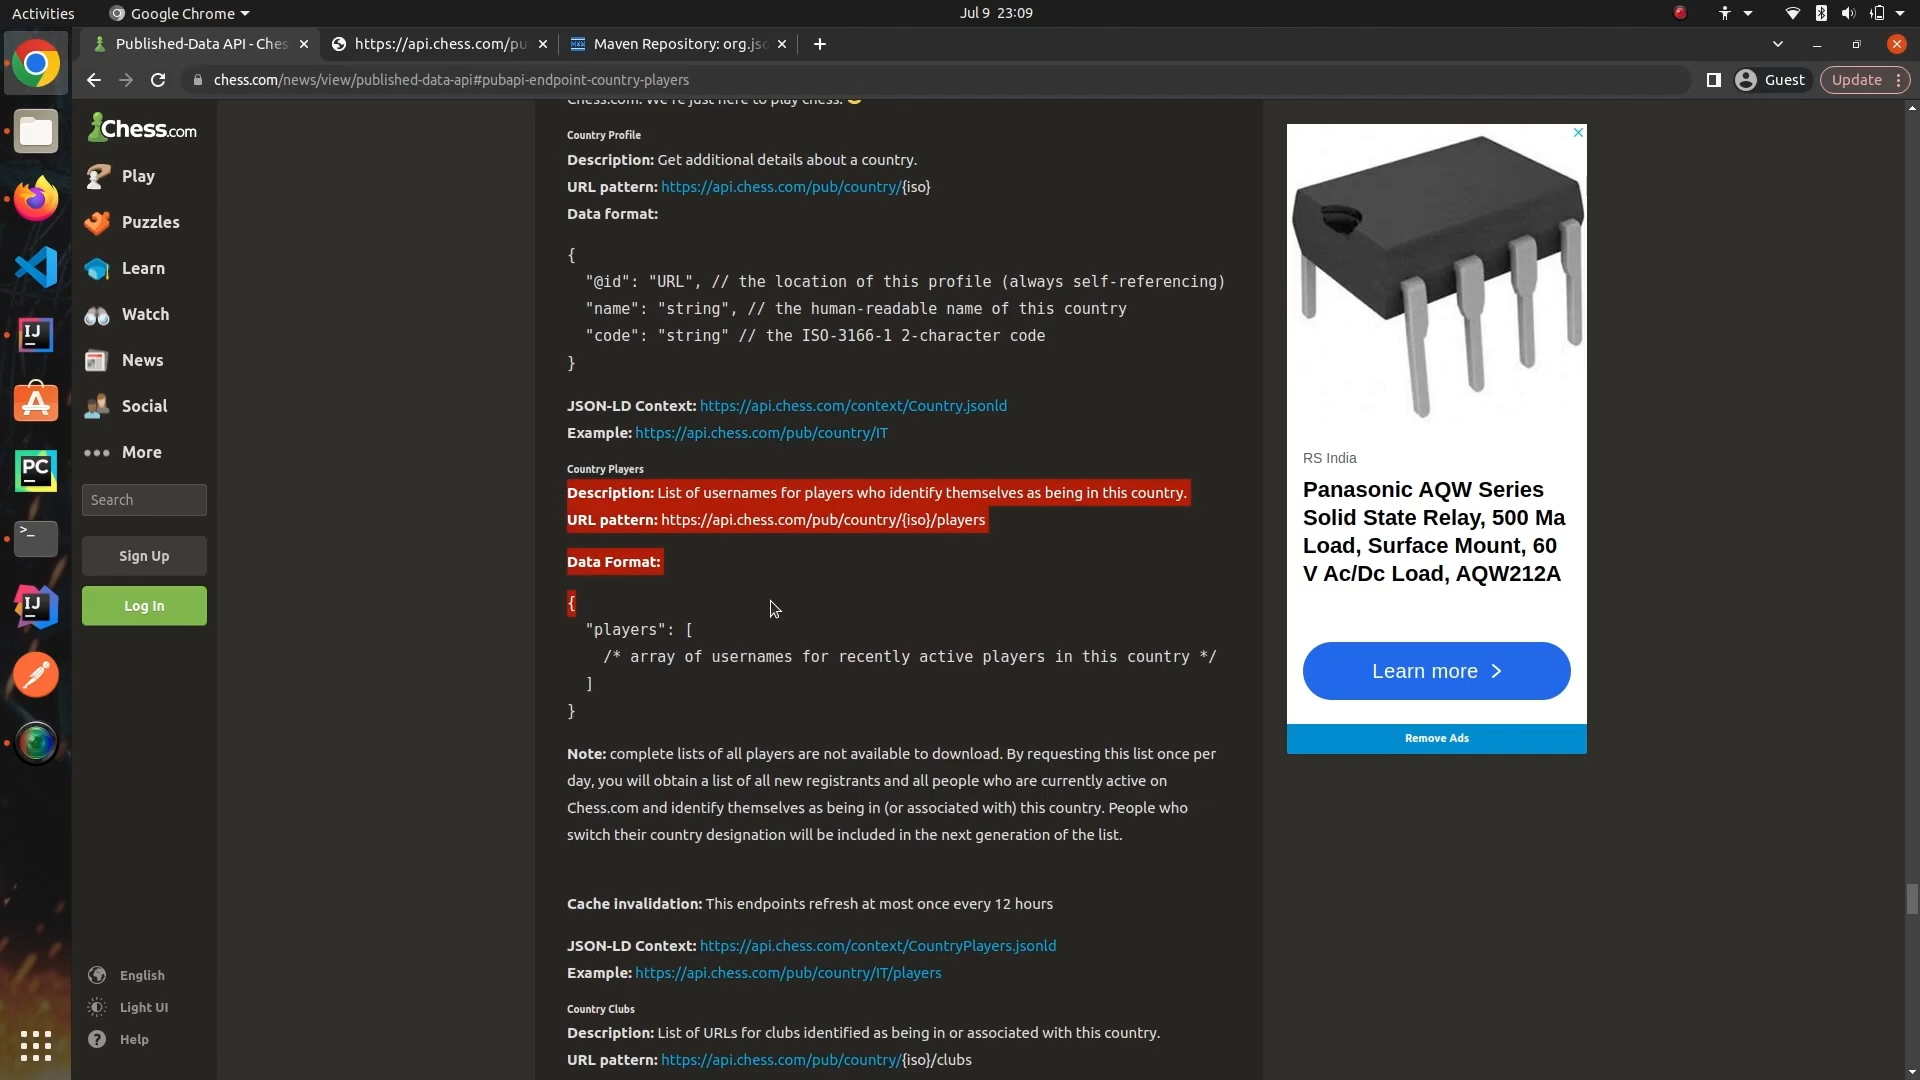 Activities
Google Chrome
Jul 9 23:09
Published-Data API - Ches
https://api.chess.com/pu
Maven Repository: org.jso
chess.com/news/view/published-data-api#pubapi-endpoint-country-players
Guest
Update
Chess.com
Play
Puzzles
Learn
Watch
News
Social
More
Search
Sign Up
Log In
English
Light UI
Help
Chess.com. We're just here to play chess.
Country Profile
Description: Get additional details about a country.
URL pattern: https://api.chess.com/pub/country/{iso}
Data format:
{
"@id": "URL", // the location of this profile (always self-referencing)
"name": "string", // the human-readable name of this country
"code": "string" // the ISO-3166-1 2-character code
}
JSON-LD Context: https://api.chess.com/context/Country.jsonld
Example: https://api.chess.com/pub/country/IT
Country Players
Description: List of usernames for players who identify themselves as being in this country.
URL pattern: https://api.chess.com/pub/country/{iso}/players
Data Format:
{
"players": [
/* array of usernames for recently active players in this country */
]
}
Note: complete lists of all players are not available to download. By requesting this list once per
day, you will obtain a list of all new registrants and all people who are currently active on
Chess.com and identify themselves as being in (or associated with) this country. People who
switch their country designation will be included in the next generation of the list.
Cache invalidation: This endpoints refresh at most once every 12 hours
JSON-LD Context: https://api.chess.com/context/CountryPlayers.jsonld
Example: https://api.chess.com/pub/country/IT/players
Country Clubs
Description: List of URLs for clubs identified as being in or associated with this country.
URL pattern: https://api.chess.com/pub/country/{iso}/clubs
RS India
Panasonic AQW Series
Solid State Relay, 500 Ma
Load, Surface Mount, 60
V Ac/Dc Load, AQW212A
Learn more
Remove Ads
IJ
PC
>_
IJ